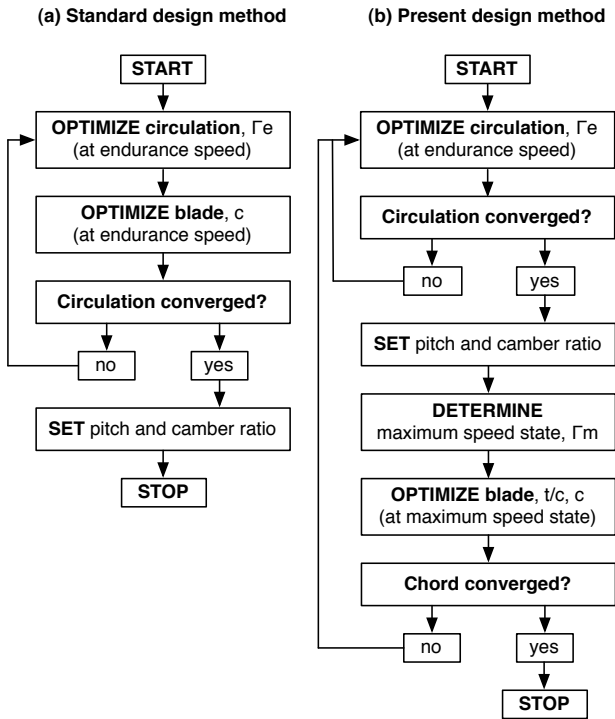 (a) Standard design method
START
OPTIMIZE circulation, Γe
(at endurance speed)
OPTIMIZE blade, c
(at endurance speed)
Circulation converged?
no
yes
SET pitch and camber ratio
STOP
(b) Present design method
START
OPTIMIZE circulation, Γe
(at endurance speed)
Circulation converged?
no
yes
SET pitch and camber ratio
DETERMINE
maximum speed state, Γm
OPTIMIZE blade, t/c, c
(at maximum speed state)
Chord converged?
no
yes
STOP